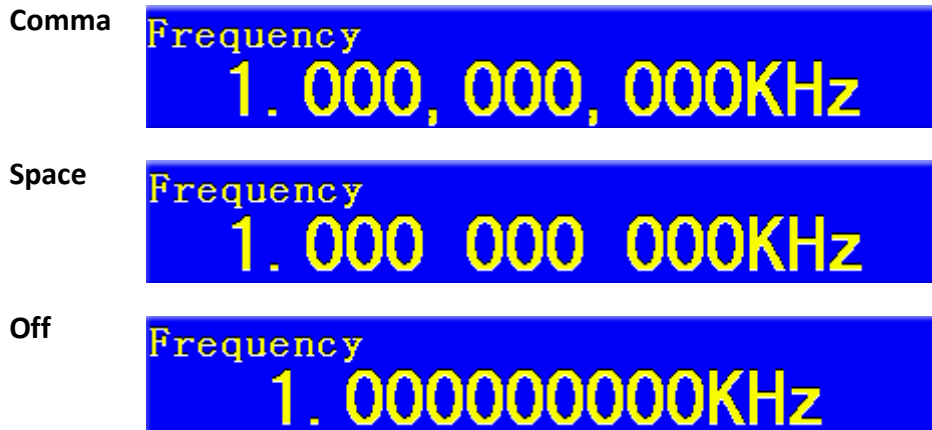 Comma
Frequency
1.000,000,000KHz
Space
Frequency
1.000 000 000KHz
Off
Frequency
1.000000000KHz